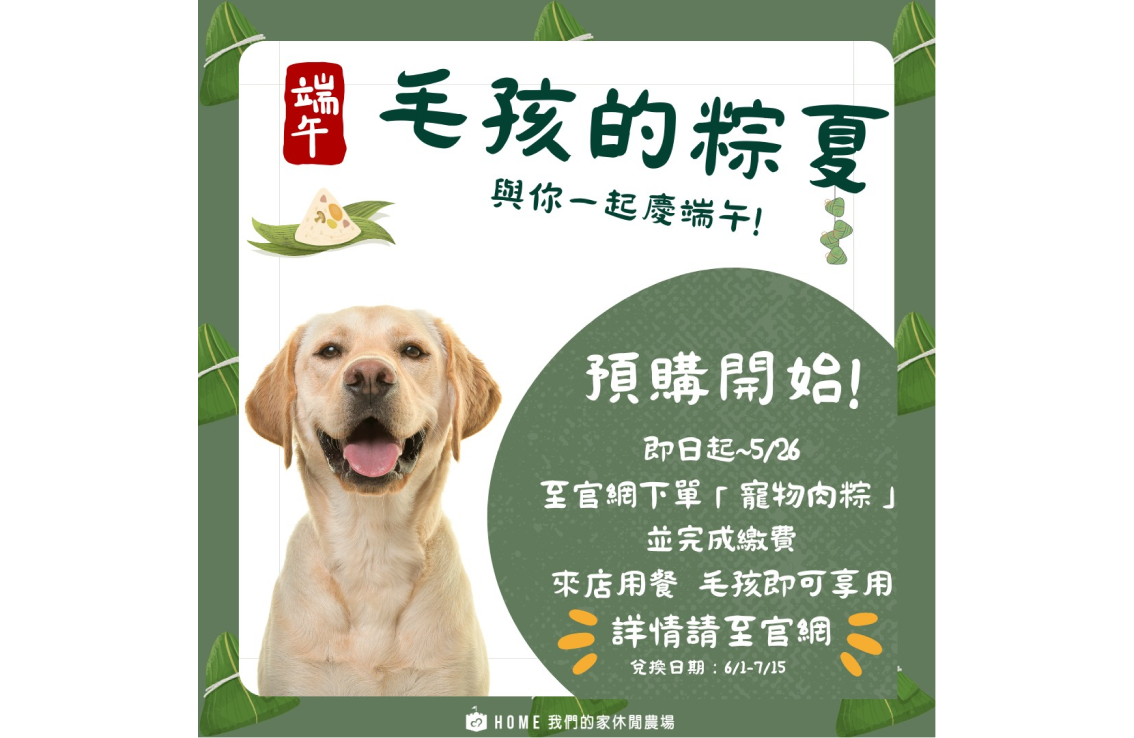 端午
毛孩的粽夏
與你一起慶端午!
預購開始!
即日起~5/26
至官網下單「寵物肉粽」
並完成繳費
來店用餐 毛孩即可享用
詳情請至官網
兌換日期：6/1-7/15
HOME 我們的家休閒農場